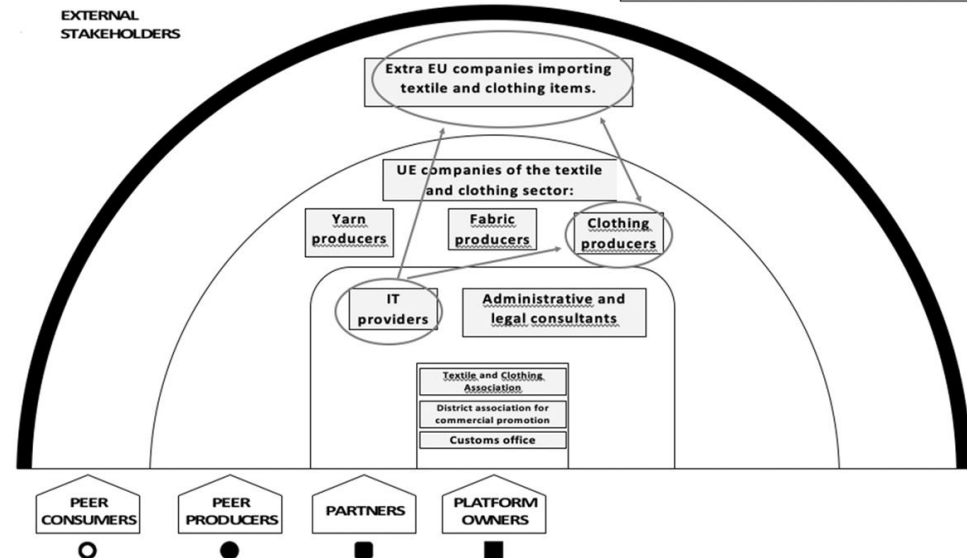 EXTERNAL
STAKEHOLDERS
Extra EU companies importing
textile and clothing items.
UE companies of the textile
and clothing sector:
Yarn
producers
Fabric
producers
Clothing
producers
IT
providers
Administrative and
legal consultants
Textile and Clothing
Association
District association for
commercial promotion
Customs office
PEER
CONSUMERS
PEER
PRODUCERS
PARTNERS
PLATFORM
OWNERS